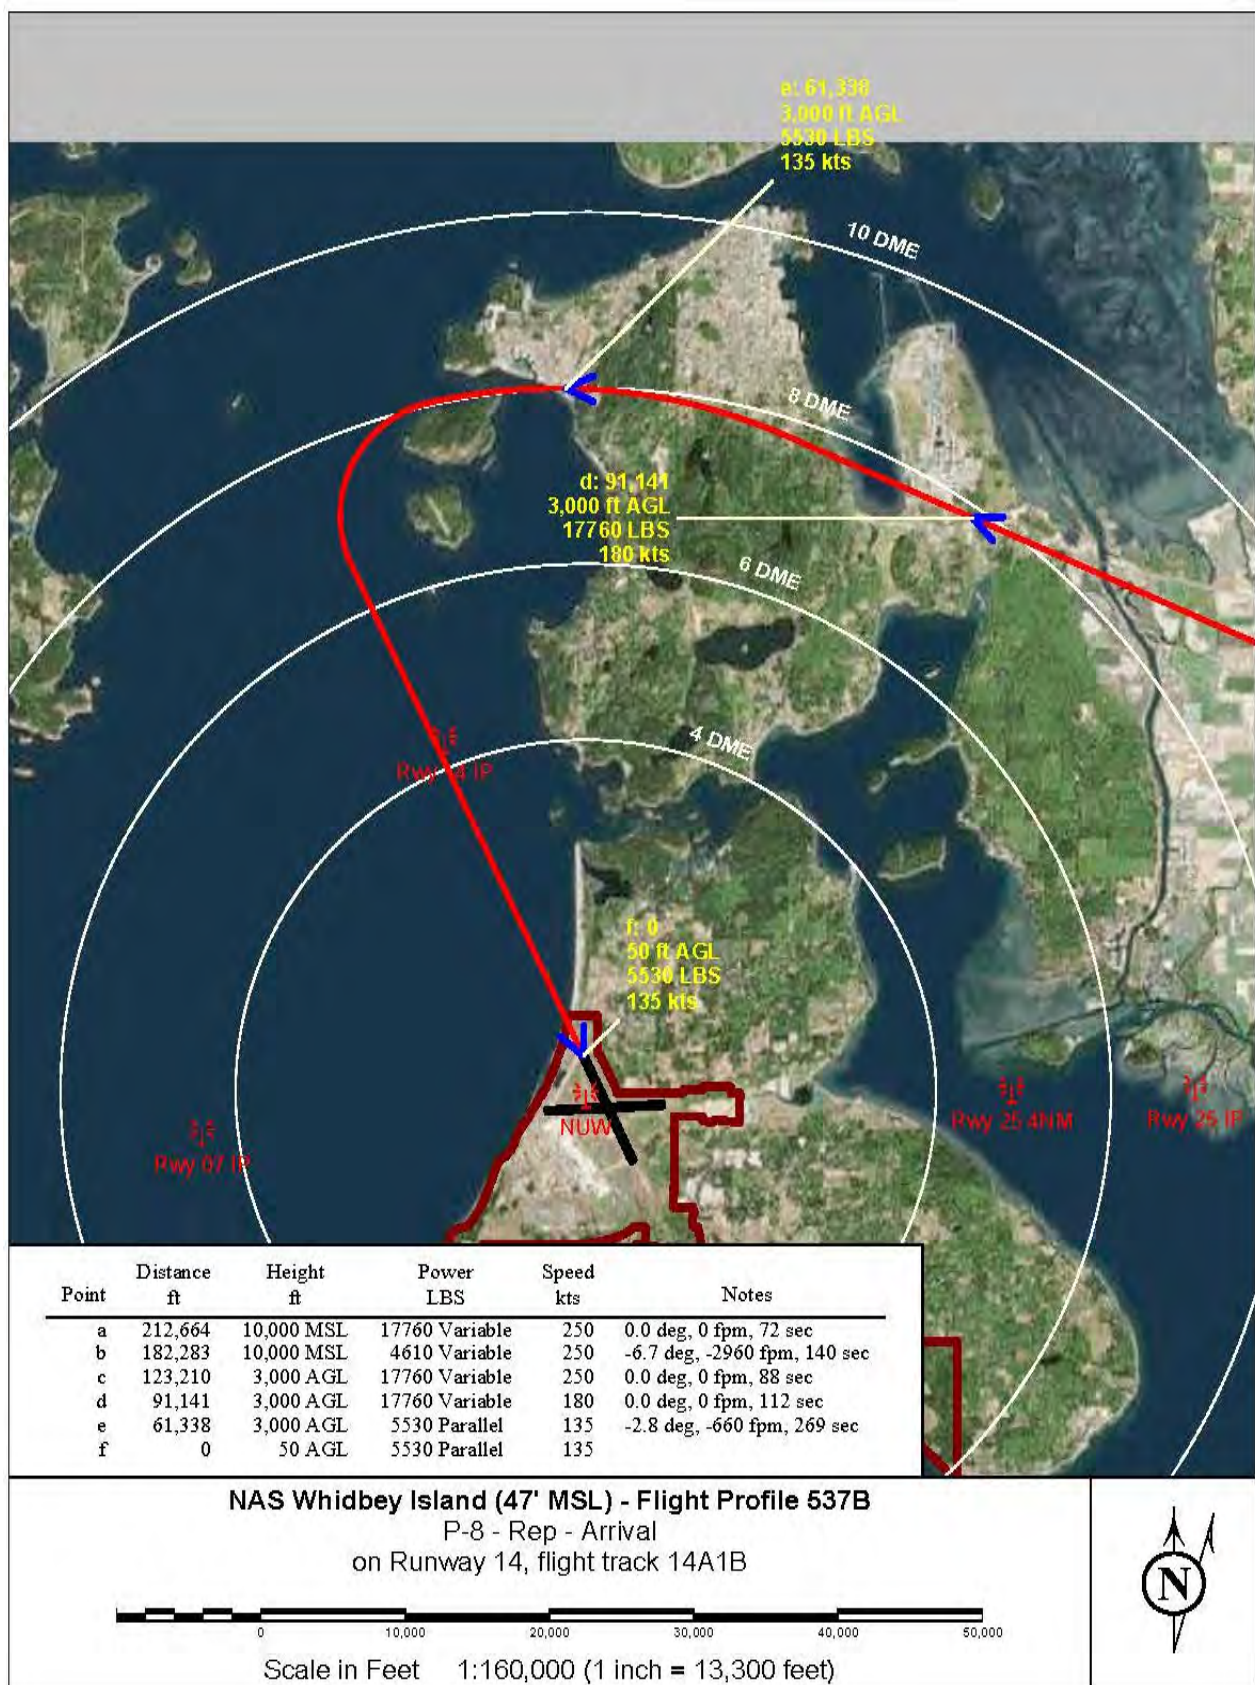 e: 61,338
3,000 ft AGL
5530 LBS
135 kts
10 DME
8 DME
d: 91,141
3,000 ft AGL
17760 LBS
180 kts
6 DME
4 DME
Rwy 14 IP
f: 0
50 ft AGL
5530 LBS
135 kts
NUW
Rwy 25 4NM
Rwy 25 IP
Rwy 07 IP
Point Distance ft Height ft Power LBS Speed kts Notes
a 212,664 10,000 MSL 17760 Variable 250 0.0 deg, 0 fpm, 72 sec
b 182,283 10,000 MSL 4610 Variable 250 -6.7 deg, -2960 fpm, 140 sec
c 123,210 3,000 AGL 17760 Variable 250 0.0 deg, 0 fpm, 88 sec
d 91,141 3,000 AGL 17760 Variable 180 0.0 deg, 0 fpm, 112 sec
e 61,338 3,000 AGL 5530 Parallel 135 -2.8 deg, -660 fpm, 269 sec
f 0 50 AGL 5530 Parallel 135
NAS Whidbey Island (47' MSL) - Flight Profile 537B
P-8 - Rep - Arrival
on Runway 14, flight track 14A1B
0 10,000 20,000 30,000 40,000 50,000
Scale in Feet 1:160,000 (1 inch = 13,300 feet)
N